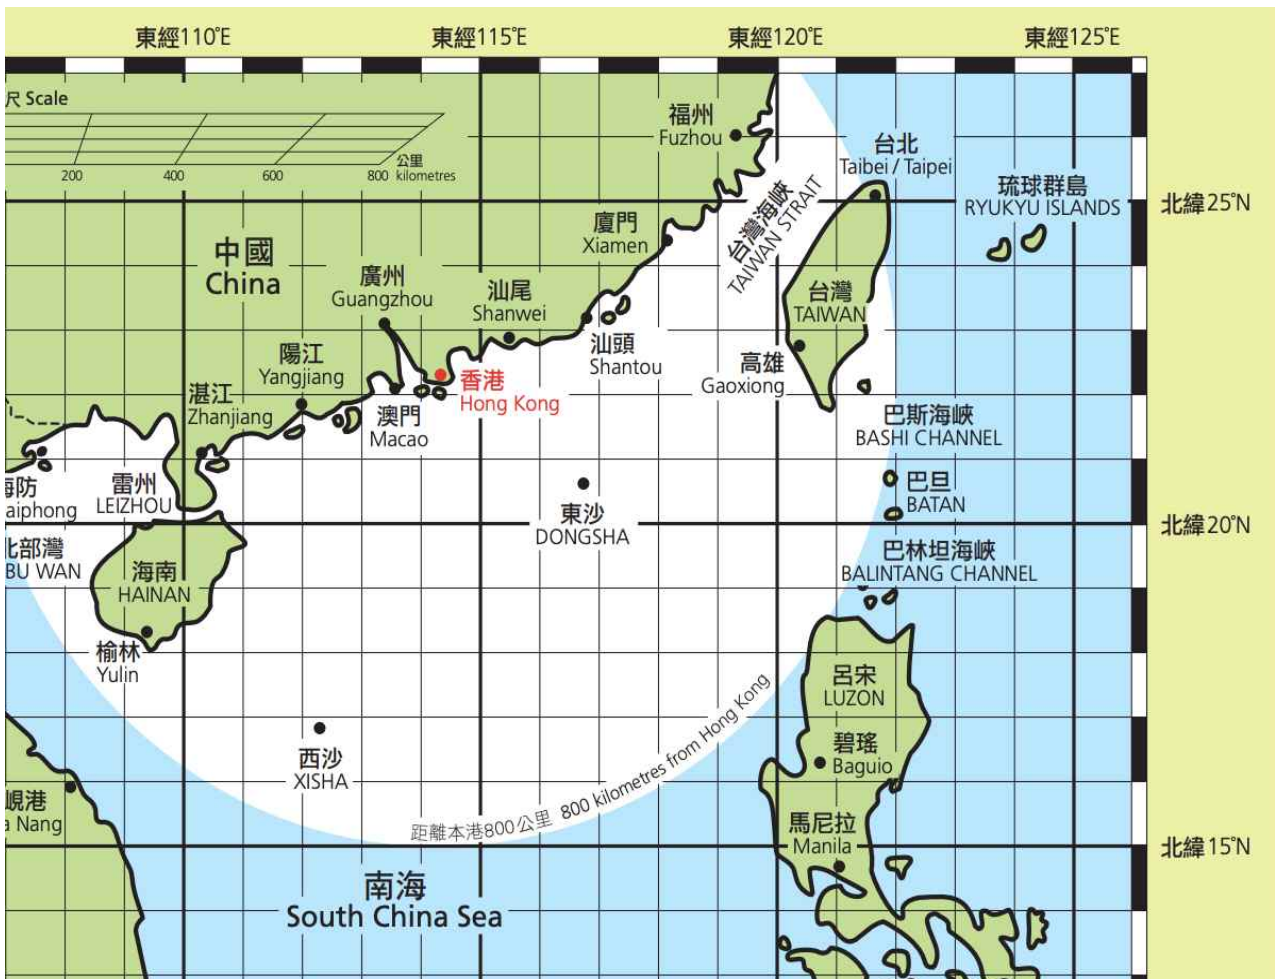 東經110°E
東經115°E
東經120°E
東經125°E
尺 Scale
公里
200
400
600
800
kilometres
福州
Fuzhou
台北
Taibei / Taipei
琉球群島
RYUKYU ISLANDS
北緯25°N
台灣海峽
TAIWAN STRAIT
廈門
Xiamen
中國
China
廣州
Guangzhou
汕尾
Shanwei
台灣
TAIWAN
汕頭
Shantou
高雄
Gaoxiong
陽江
Yangjiang
香港
Hong Kong
湛江
Zhanjiang
澳門
Macao
巴斯海峽
BASHI CHANNEL
海防
aiphong
雷州
LEIZHOU
巴旦
BATAN
東沙
DONGSHA
北緯20°N
北部灣
BU WAN
海南
HAINAN
巴林坦海峽
BALINTANG CHANNEL
榆林
Yulin
呂宋
LUZON
西沙
XISHA
碧瑤
Baguio
距離本港800公里 800 kilometres from Hong Kong
峴港
a Nang
馬尼拉
Manila
北緯15°N
南海
South China Sea